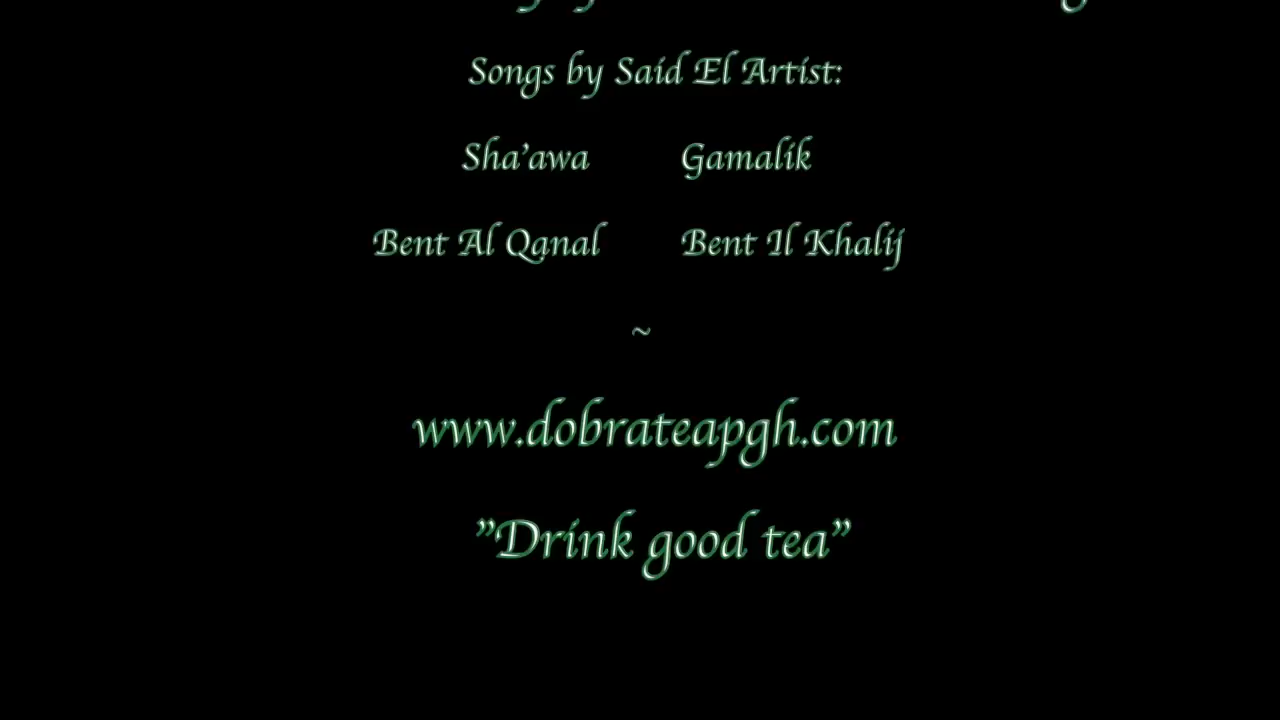 Songs by Said El Artist:
Sha'awa Gamalik
Bent Al Qanal Bent Il Khalij
~
www.dobrateapgh.com
"Drink good tea"